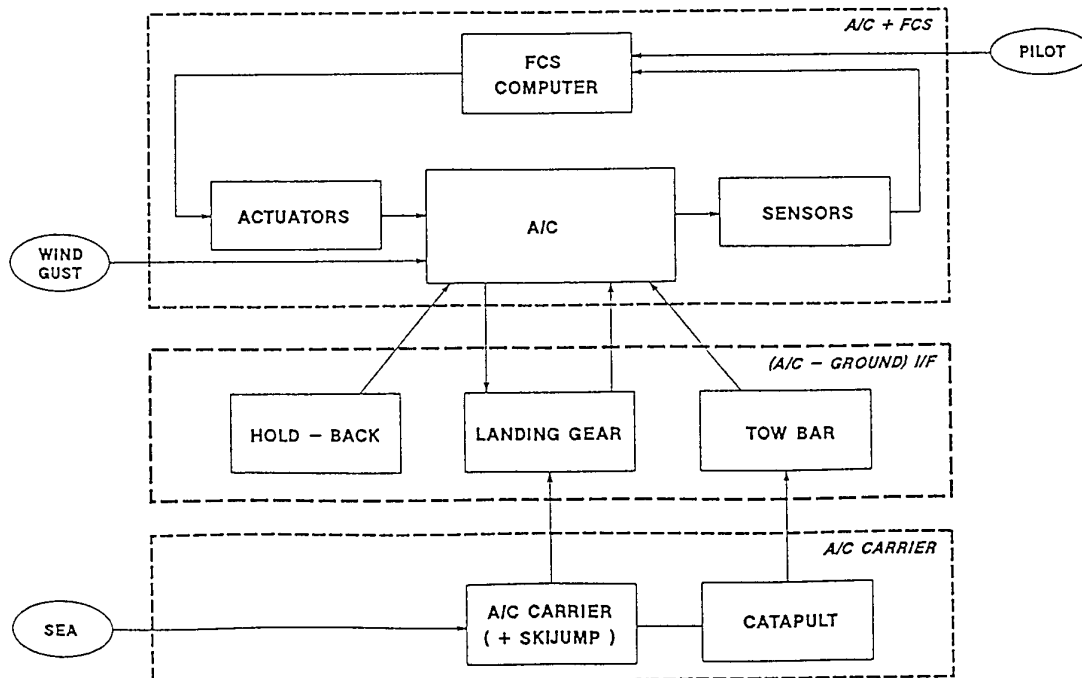 A/C + FCS
PILOT
FCS
COMPUTER
ACTUATORS
A/C
SENSORS
WIND
GUST
(A/C – GROUND) I/F
HOLD – BACK
LANDING GEAR
TOW BAR
A/C CARRIER
SEA
A/C CARRIER
( + SKIJUMP )
CATAPULT